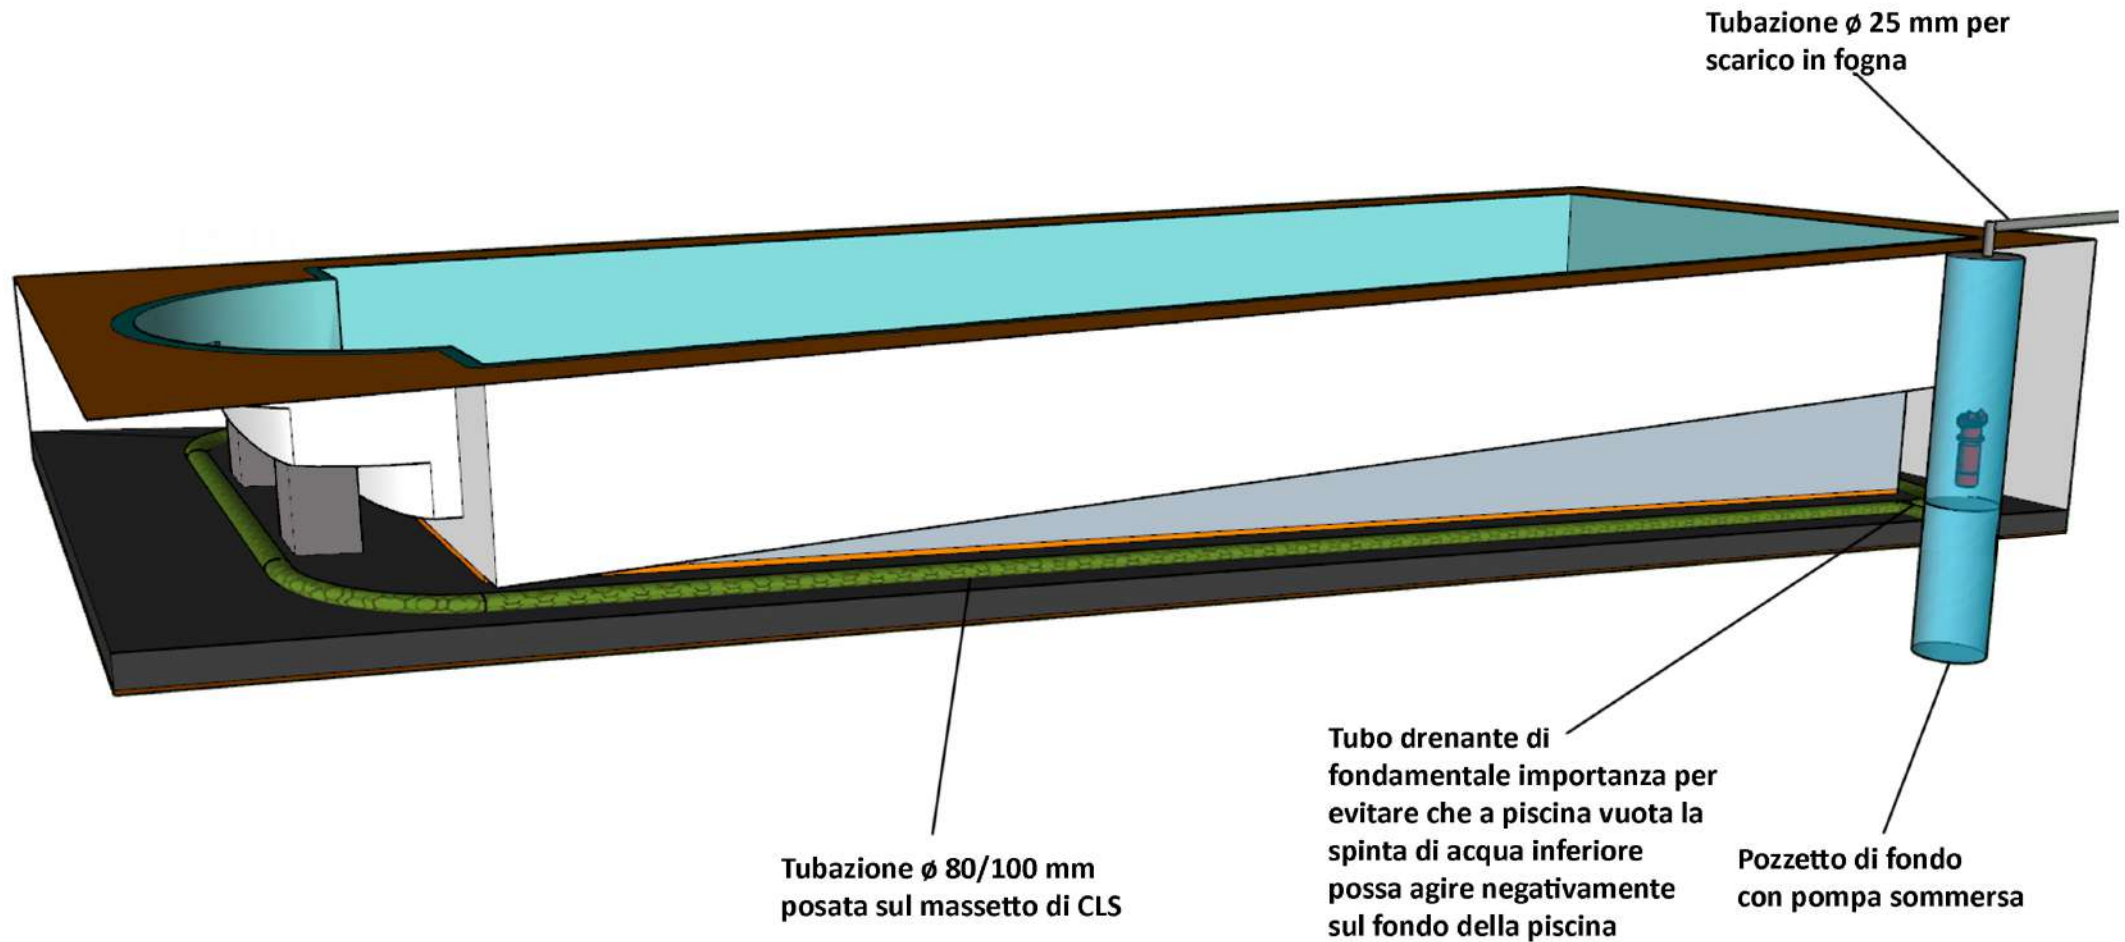 Tubazione ø 25 mm per
scarico in fogna
Tubo drenante di
fondamentale importanza per
evitare che a piscina vuota la
spinta di acqua inferiore
possa agire negativamente
sul fondo della piscina
Tubazione ø 80/100 mm
posata sul massetto di CLS
Pozzetto di fondo
con pompa sommersa